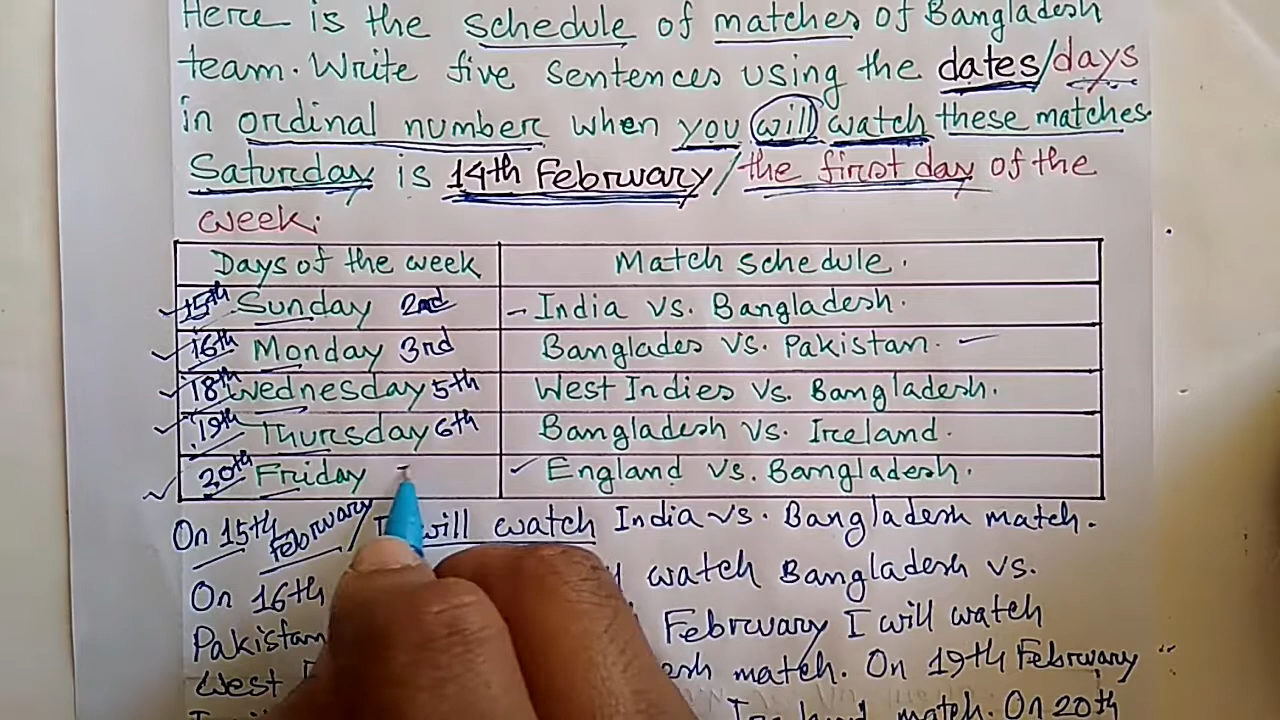 Here is the schedule of matches of Bangladesh
team. Write five sentences using the dates/days
in ordinal number when you will watch these matches.
Saturday is 14th February/the first day of the
week:
Days of the week Match schedule.
15th Sunday 2nd - India vs. Bangladesh.
16th Monday 3rd Banglades vs. Pakistan.
18th Wednesday 5th West Indies vs. Bangladesh.
19th Thursday 6th Bangladesh vs. Ireland.
20th Friday England vs. Bangladesh.
On 15th February/ will watch India vs. Bangladesh match.
On 16th watch Bangladesh vs.
Pakistan February I will watch
West match. On 19th February
match. On 20th